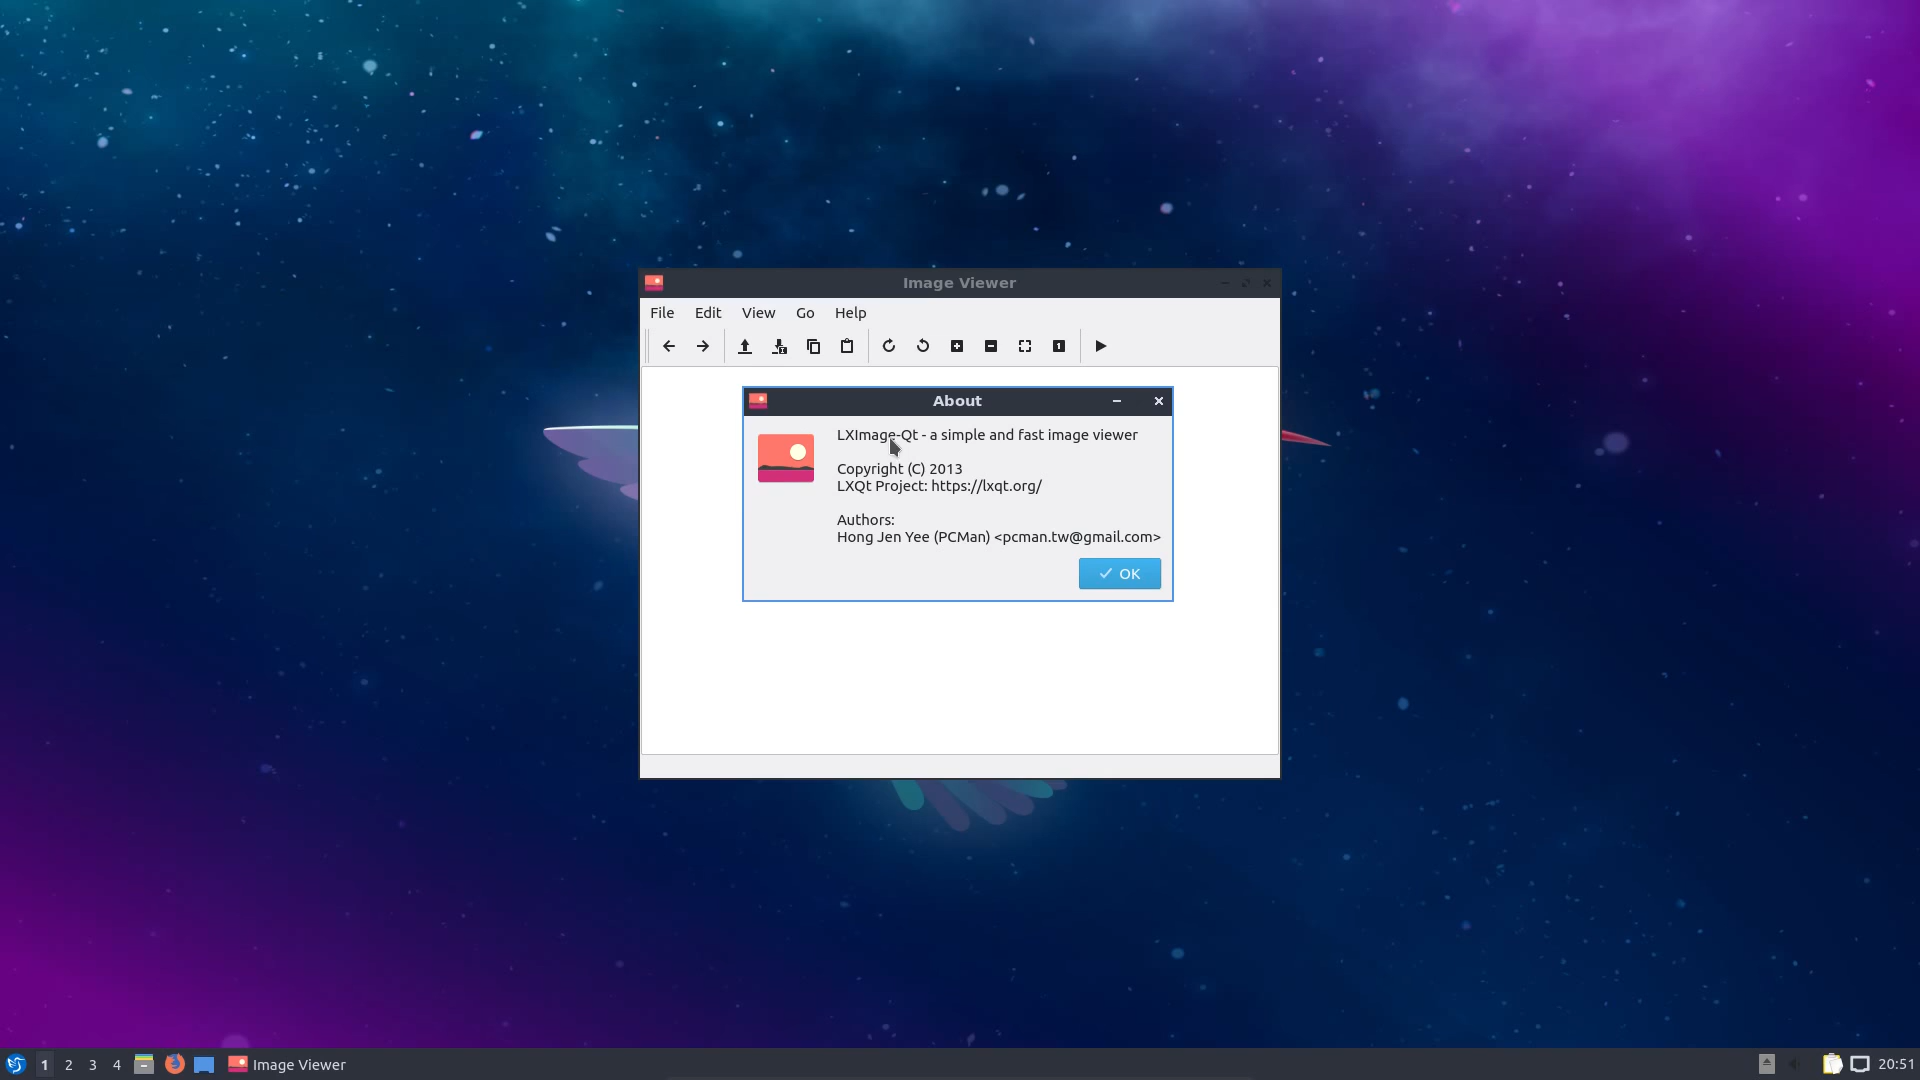 Image Viewer
File Edit View Go Help
1
About
LXImage-Qt - a simple and fast image viewer
Copyright (C) 2013
LXQt Project: https://lxqt.org/
Authors:
Hong Jen Yee (PCMan) <pcman.tw@gmail.com>
OK
1 2 3 4 Image Viewer 20:51